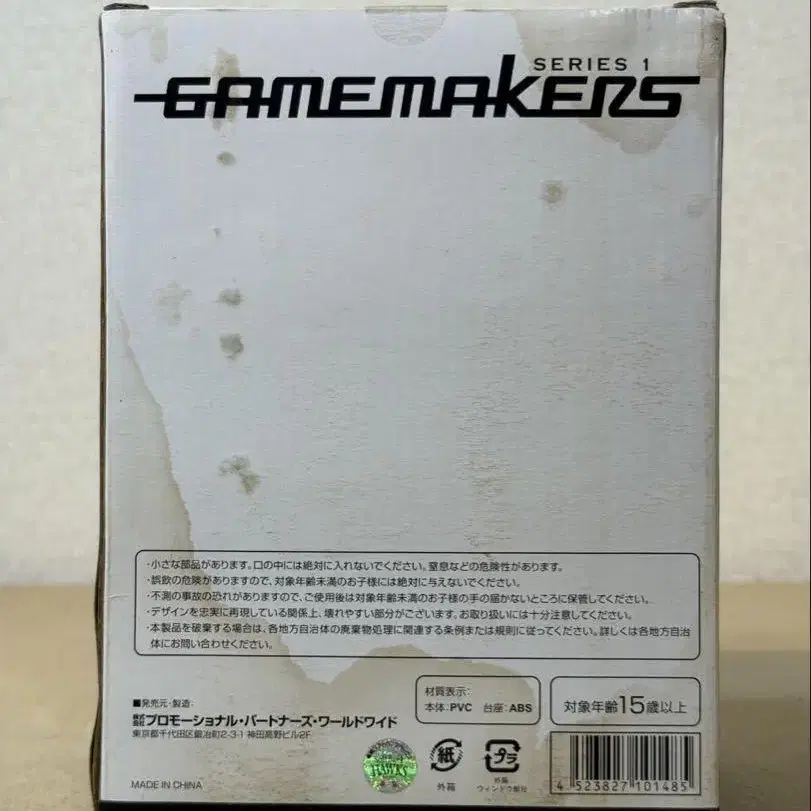 SERIES 1
GAMEMAKERS
・小さな部品があります。口の中には絶対に入れないでください。窒息などの危険性があります。
・誤飲の危険がありますので、対象年齢未満のお子様には絶対に与えないでください。
・不測の事故の恐れがありますので、ご使用後は対象年齢未満のお子様の手の届かないところに保管してください。
・デザインを忠実に再現している関係上、壊れやすい部分がございます。お取り扱いには十分注意してください。
・本製品を破棄する場合は、各地方自治体の廃棄物処理に関連する条例または規則に従ってください。詳しくは各地方自治
体にお問い合わせください。
■発売元・製造:
株式会社プロモーショナル・パートナーズ・ワールドワイド
東京都千代田区鍛冶町2-3-1 神田高野ビル2F
材質表示:
本体:PVC 台座:ABS
対象年齢15歳以上
MADE IN CHINA
紙
外箱
プラ
外箱
ウィンドウ部分
4 523827 101485